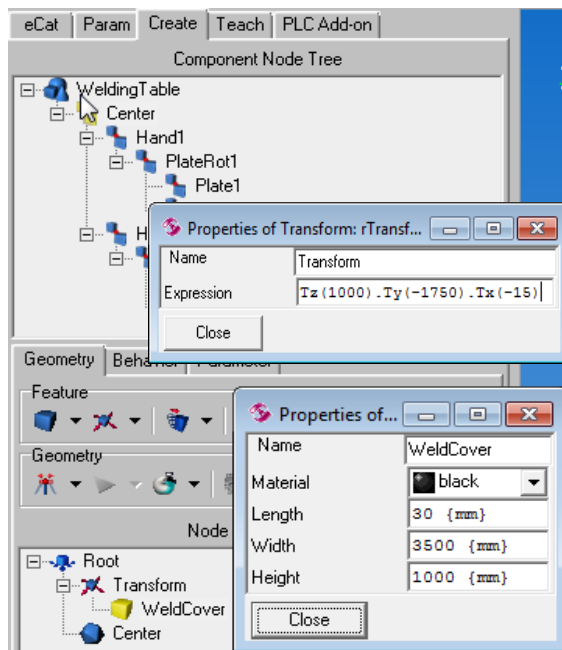 eCat Param Create Teach PLC Add-on
Component Node Tree
WeldingTable
Center
Hand1
PlateRot1
Plate1
H
Properties of Transform: rTransf...
Name Transform
Expression Tz(1000).Ty(-1750).Tx(-15)
Close
Geometry
Feature
Geometry
Properties of...
Name WeldCover
Material black
Length 30 {mm}
Width 3500 {mm}
Height 1000 {mm}
Close
Node
Root
Transform
WeldCover
Center